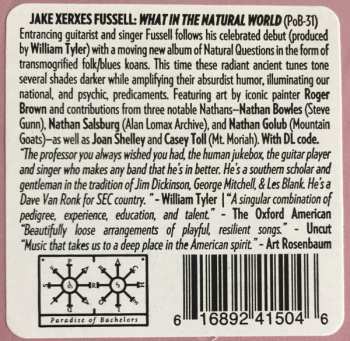 JAKE XERXES FUSSELL: WHAT IN THE NATURAL WORLD (PoB-31)
Entrancing guitarist and singer Fussell follows his celebrated debut (produced
by William Tyler) with a moving new album of Natural Questions in the form of
transmogrified folk/blues koans. This time these radiant ancient tunes tone
several shades darker while amplifying their absurdist humor, illuminating our
national, and psychic, predicaments. Featuring art by iconic painter Roger
Brown and contributions from three notable Nathans—Nathan Bowles (Steve
Gunn), Nathan Salsburg (Alan Lomax Archive), and Nathan Golub (Mountain
Goats)—as well as Joan Shelley and Casey Toll (Mt. Moriah). With DL code.
"The professor you always wished you had, the human jukebox, the guitar player
and singer who makes any band that he's in better. He's a southern scholar and
gentleman in the tradition of Jim Dickinson, George Mitchell, & Les Blank. He's a
Dave Van Ronk for SEC country. " - William Tyler | "A singular combination of
pedigree, experience, education, and talent." - The Oxford American
"Beautifully loose arrangements of playful, resilient songs." - Uncut
"Music that takes us to a deep place in the American spirit." - Art Rosenbaum
Paradise of Bachelors
6 16892 41504 6